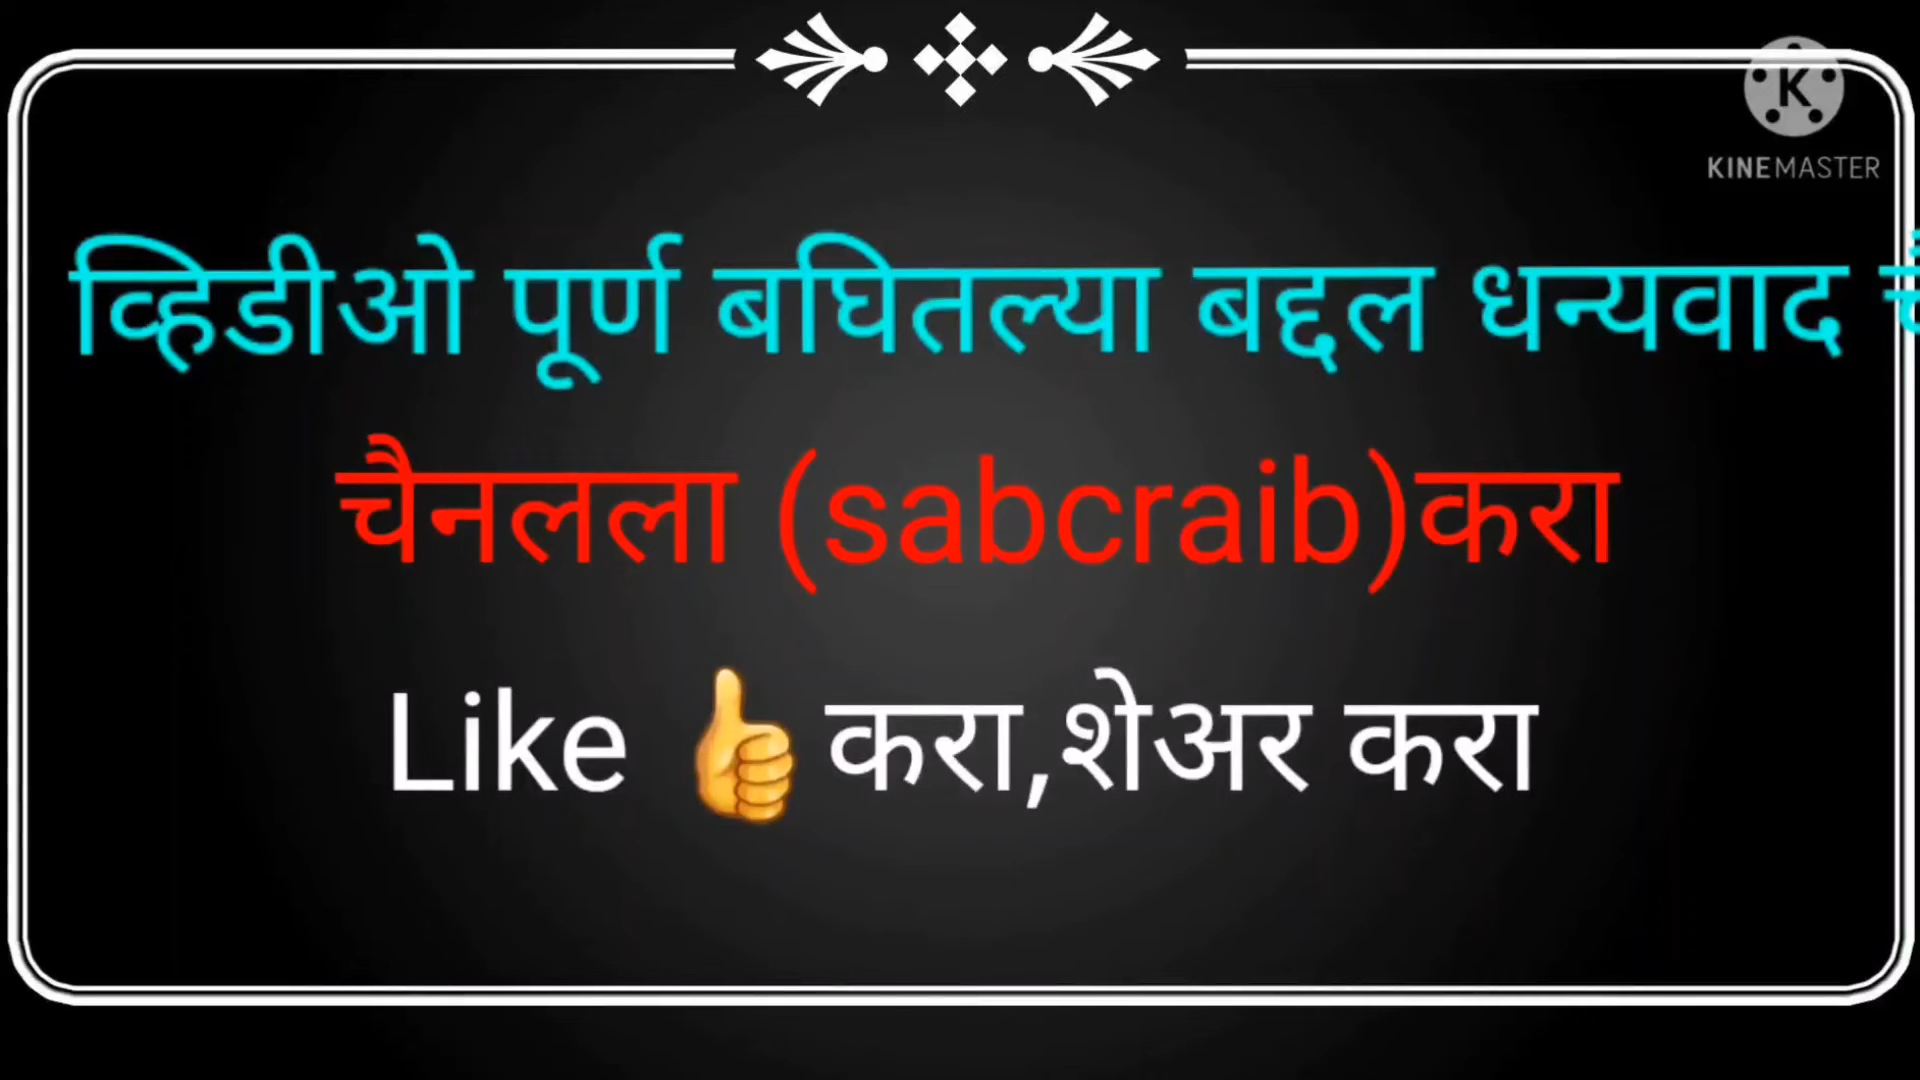 KINEMASTER
व्हिडीओ पूर्ण बघितल्या बद्दल धन्यवाद
चैनलला (sabcraib)करा
Like 👍 करा,शेअर करा